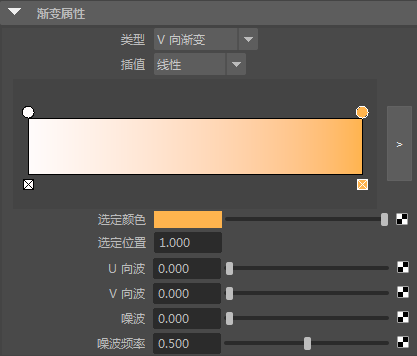 渐变属性
类型 V 向渐变
插值 线性
>
选定颜色
选定位置 1.000
U 向波 0.000
V 向波 0.000
噪波 0.000
噪波频率 0.500